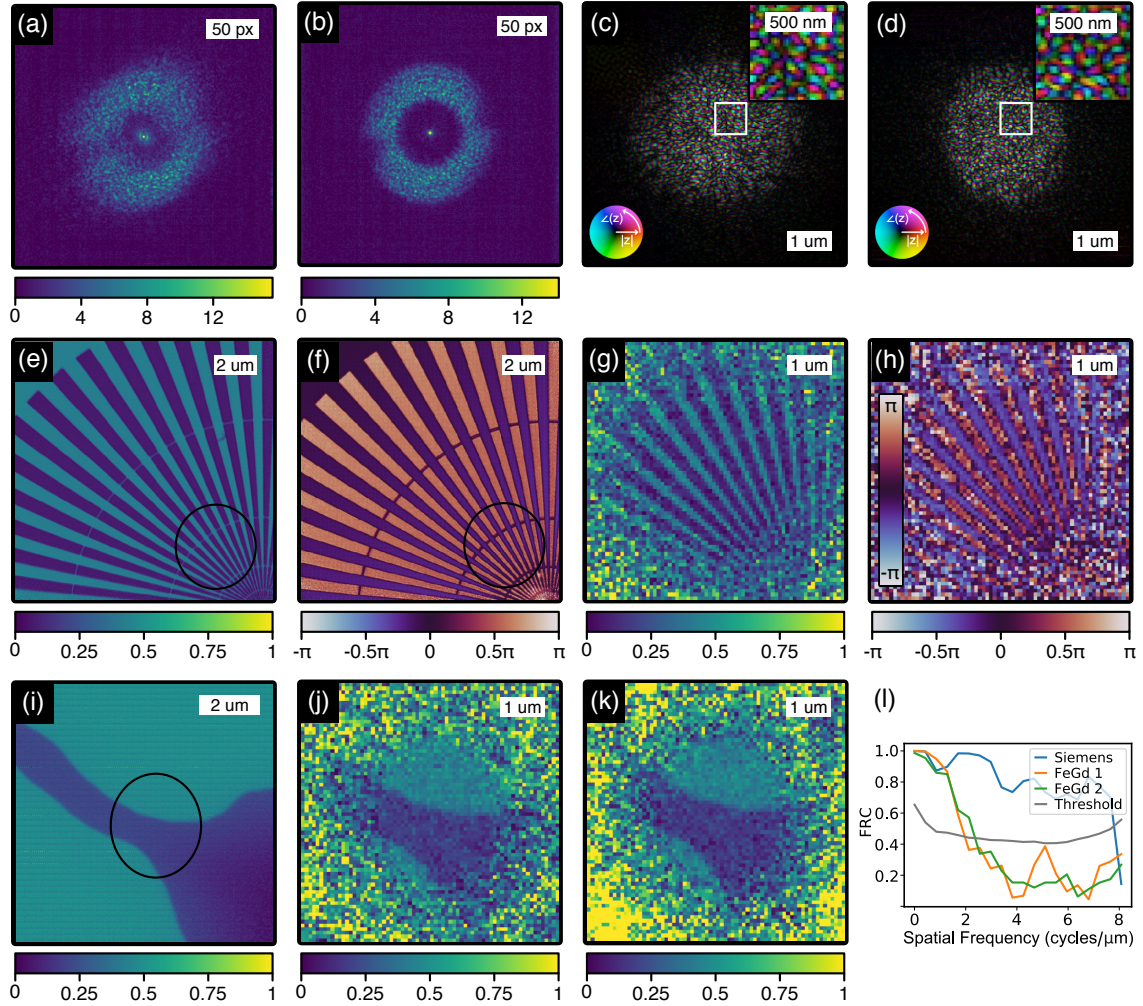 (a)
50 px
(b)
50 px
(c)
500 nm
∠(z)
|z|
1 um
(d)
500 nm
∠(z)
|z|
1 um
0 4 8 12
0 4 8 12
(e)
2 um
(f)
2 um
(g)
1 um
(h)
1 um
π
-π
0 0.25 0.5 0.75 1
-π -0.5π 0 0.5π π
0 0.25 0.5 0.75 1
-π -0.5π 0 0.5π π
(i)
2 um
(j)
1 um
(k)
1 um
(l)
1.0
0.8
0.6
0.4
0.2
FRC
Siemens
FeGd 1
FeGd 2
Threshold
0 2 4 6 8
Spatial Frequency (cycles/μm)
0 0.25 0.5 0.75 1
0 0.25 0.5 0.75 1
0 0.25 0.5 0.75 1